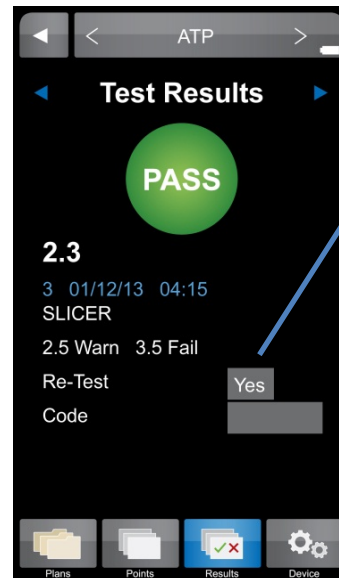 < ATP >
Test Results
PASS
2.3
3 01/12/13 04:15
SLICER
2.5 Warn 3.5 Fail
Re-Test Yes
Code
Plans Points Results Device